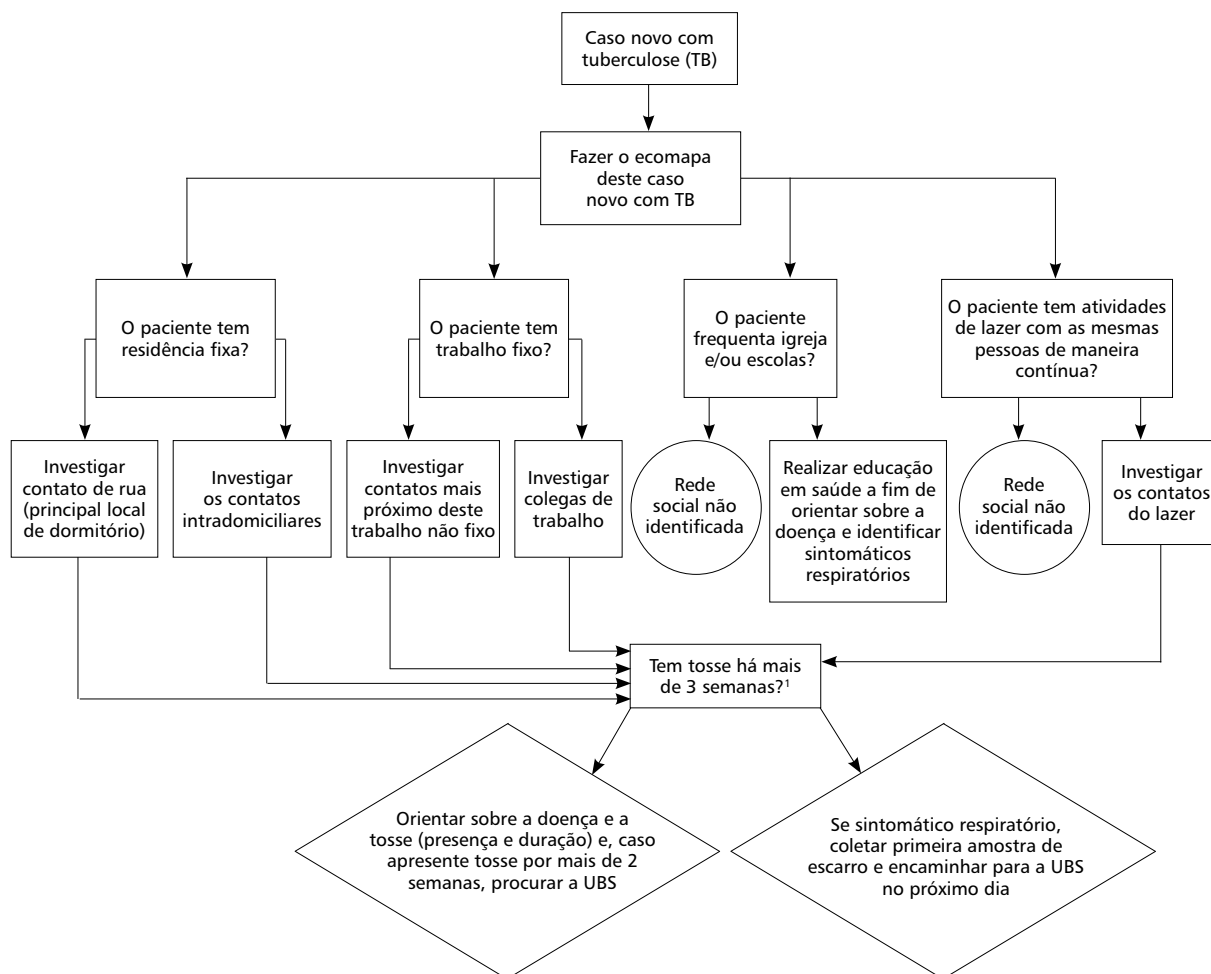 Caso novo com
tuberculose (TB)
Fazer o ecomapa
deste caso
novo com TB
O paciente tem
residência fixa?
O paciente tem
trabalho fixo?
O paciente
frequenta igreja
e/ou escolas?
O paciente tem atividades
de lazer com as mesmas
pessoas de maneira
contínua?
Investigar
contato de rua
(principal local
de dormitório)
Investigar
os contatos
intradomiciliares
Investigar
contatos mais
próximo deste
trabalho não fixo
Investigar
colegas de
trabalho
Rede
social não
identificada
Realizar educação
em saúde a fim de
orientar sobre a
doença e identificar
sintomáticos
respiratórios
Rede
social não
identificada
Investigar
os contatos
do lazer
Tem tosse há mais
de 3 semanas?¹
Orientar sobre a doença e a
tosse (presença e duração) e, caso
apresente tosse por mais de 2
semanas, procurar a UBS
Se sintomático respiratório,
coletar primeira amostra de
escarro e encaminhar para a UBS
no próximo dia